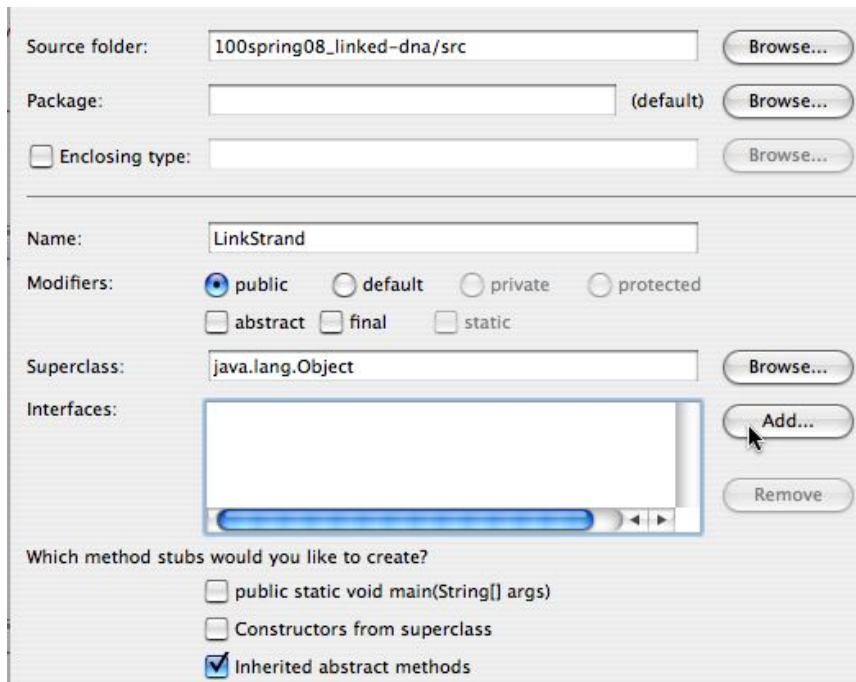 Source folder: 100spring08_linked-dna/src Browse...
Package: (default) Browse...
Enclosing type: Browse...
Name: LinkStrand
Modifiers: public default private protected
abstract final static
Superclass: java.lang.Object Browse...
Interfaces: Add...
Remove
Which method stubs would you like to create?
public static void main(String[] args)
Constructors from superclass
Inherited abstract methods